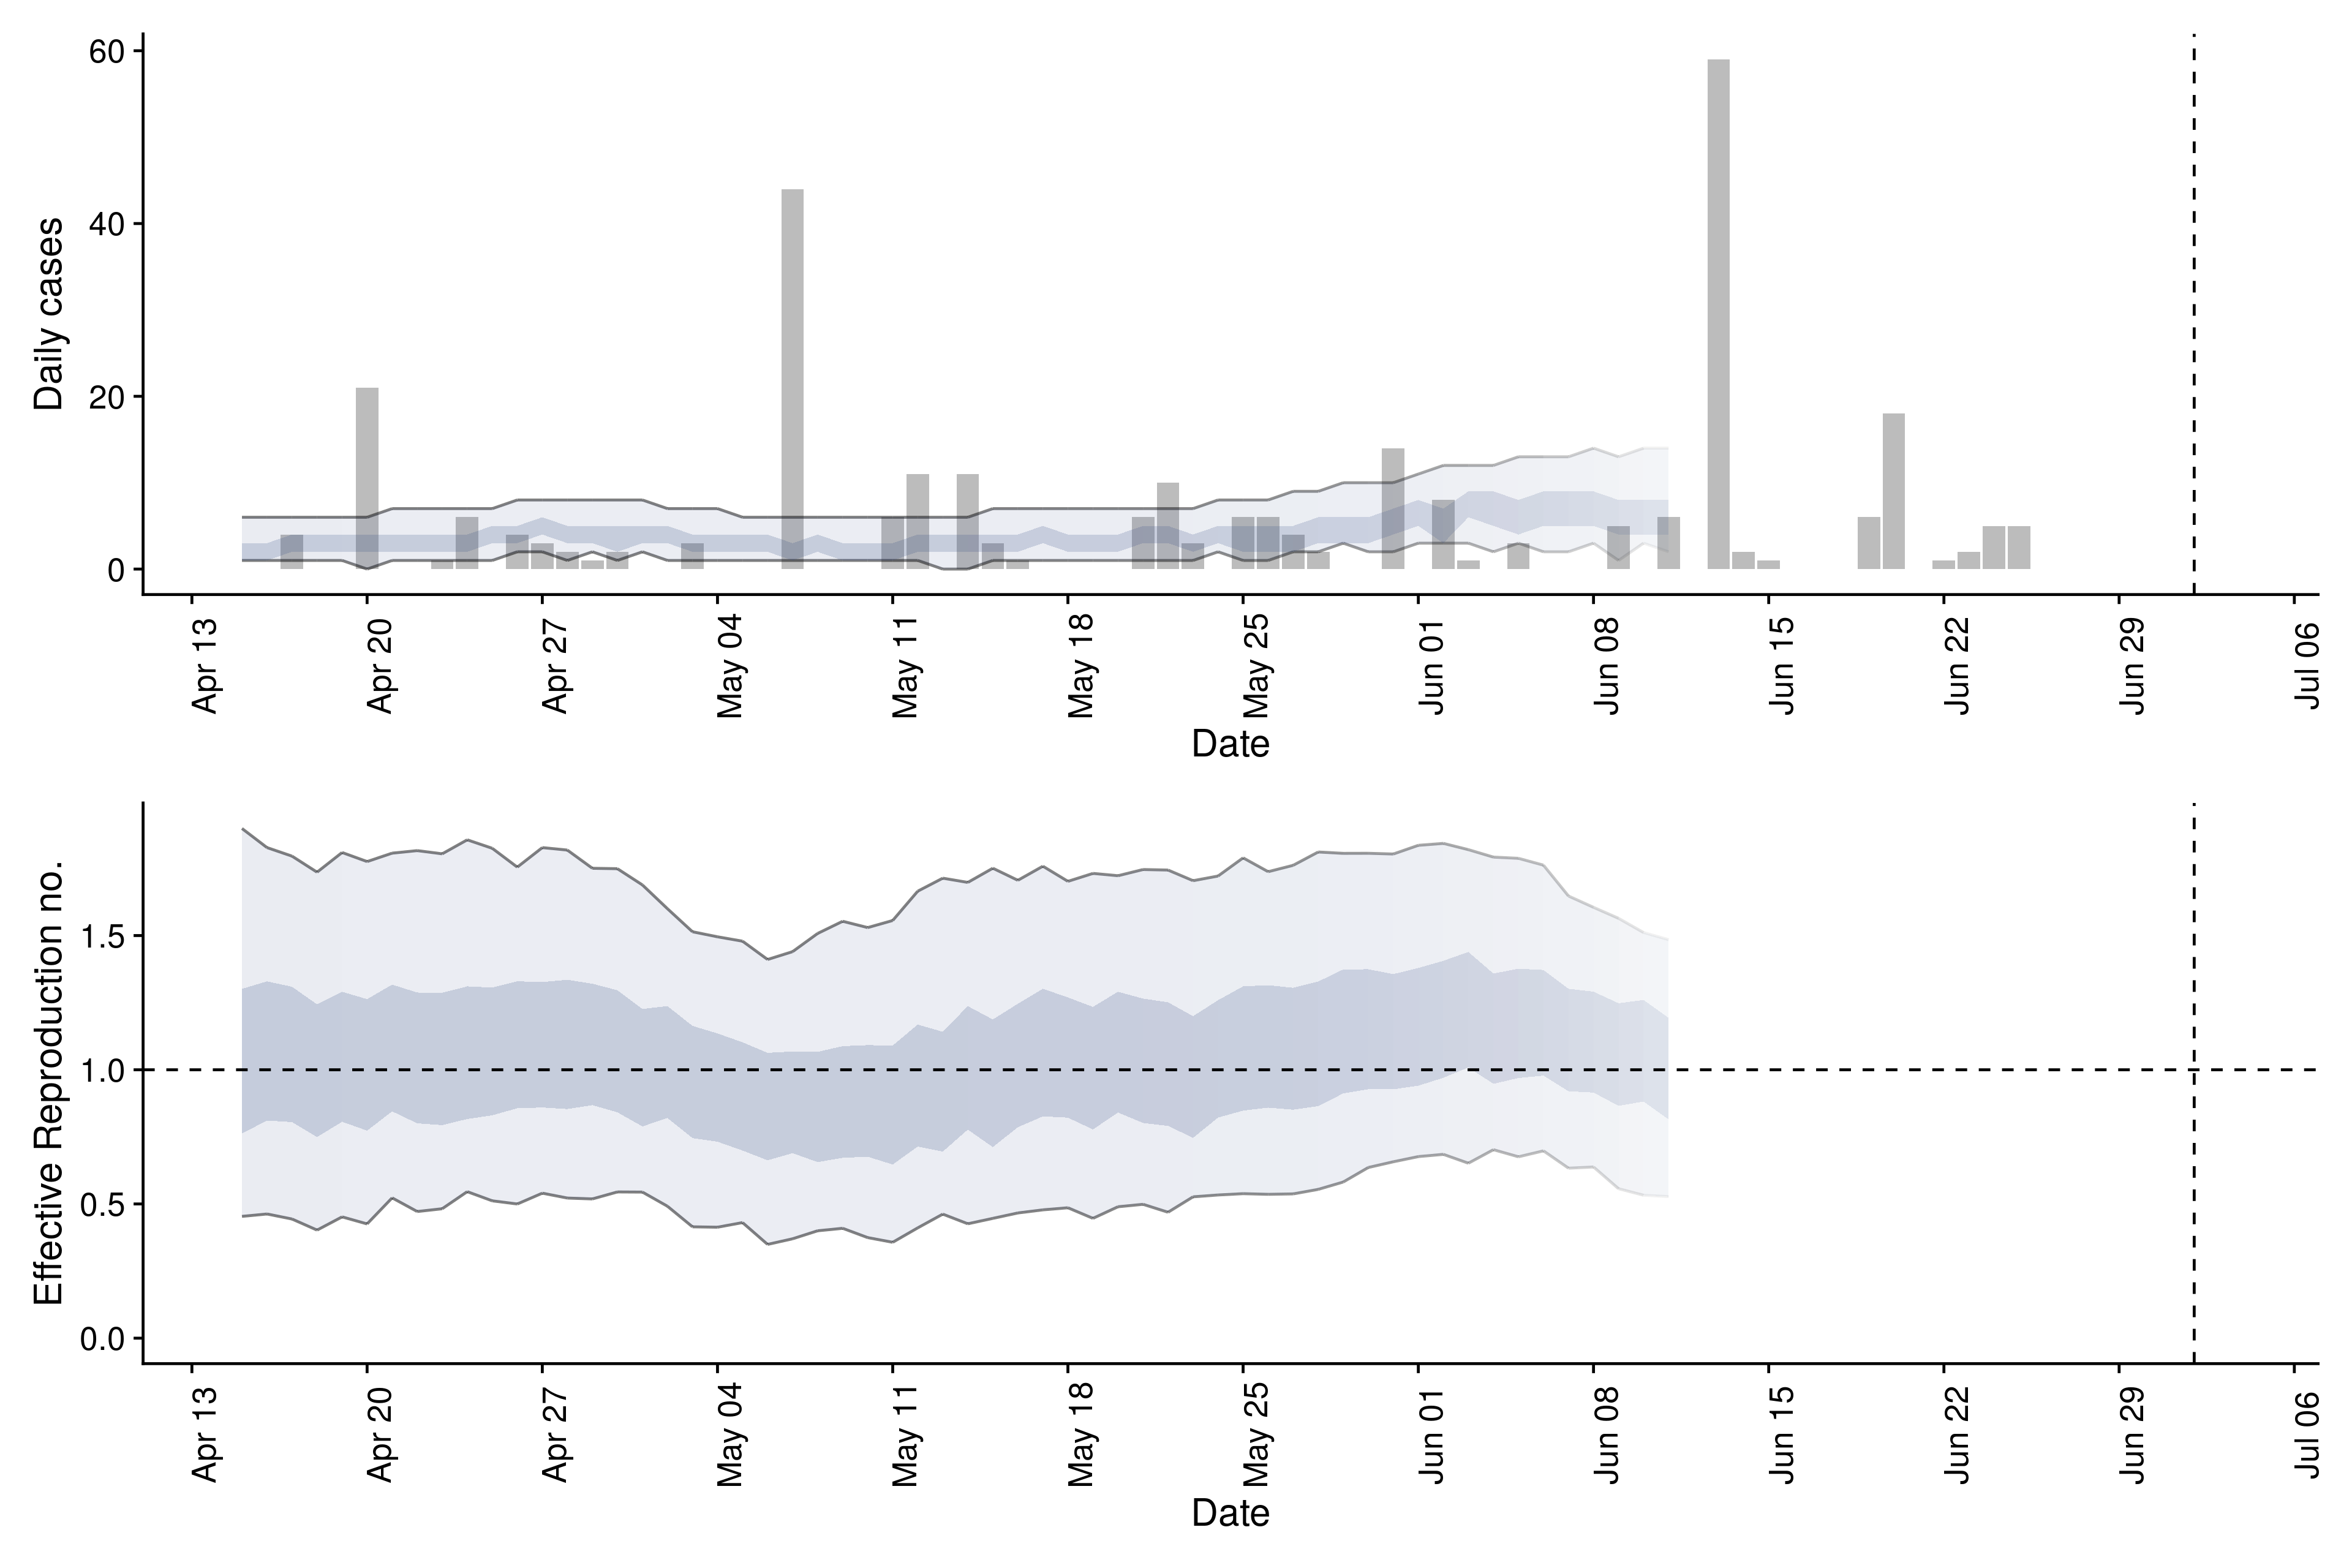 Daily cases
60
40
20
0
Apr 13
Apr 20
Apr 27
May 04
May 11
May 18
May 25
Jun 01
Jun 08
Jun 15
Jun 22
Jun 29
Jul 06
Date
Effective Reproduction no.
1.5
1.0
0.5
0.0
Apr 13
Apr 20
Apr 27
May 04
May 11
May 18
May 25
Jun 01
Jun 08
Jun 15
Jun 22
Jun 29
Jul 06
Date